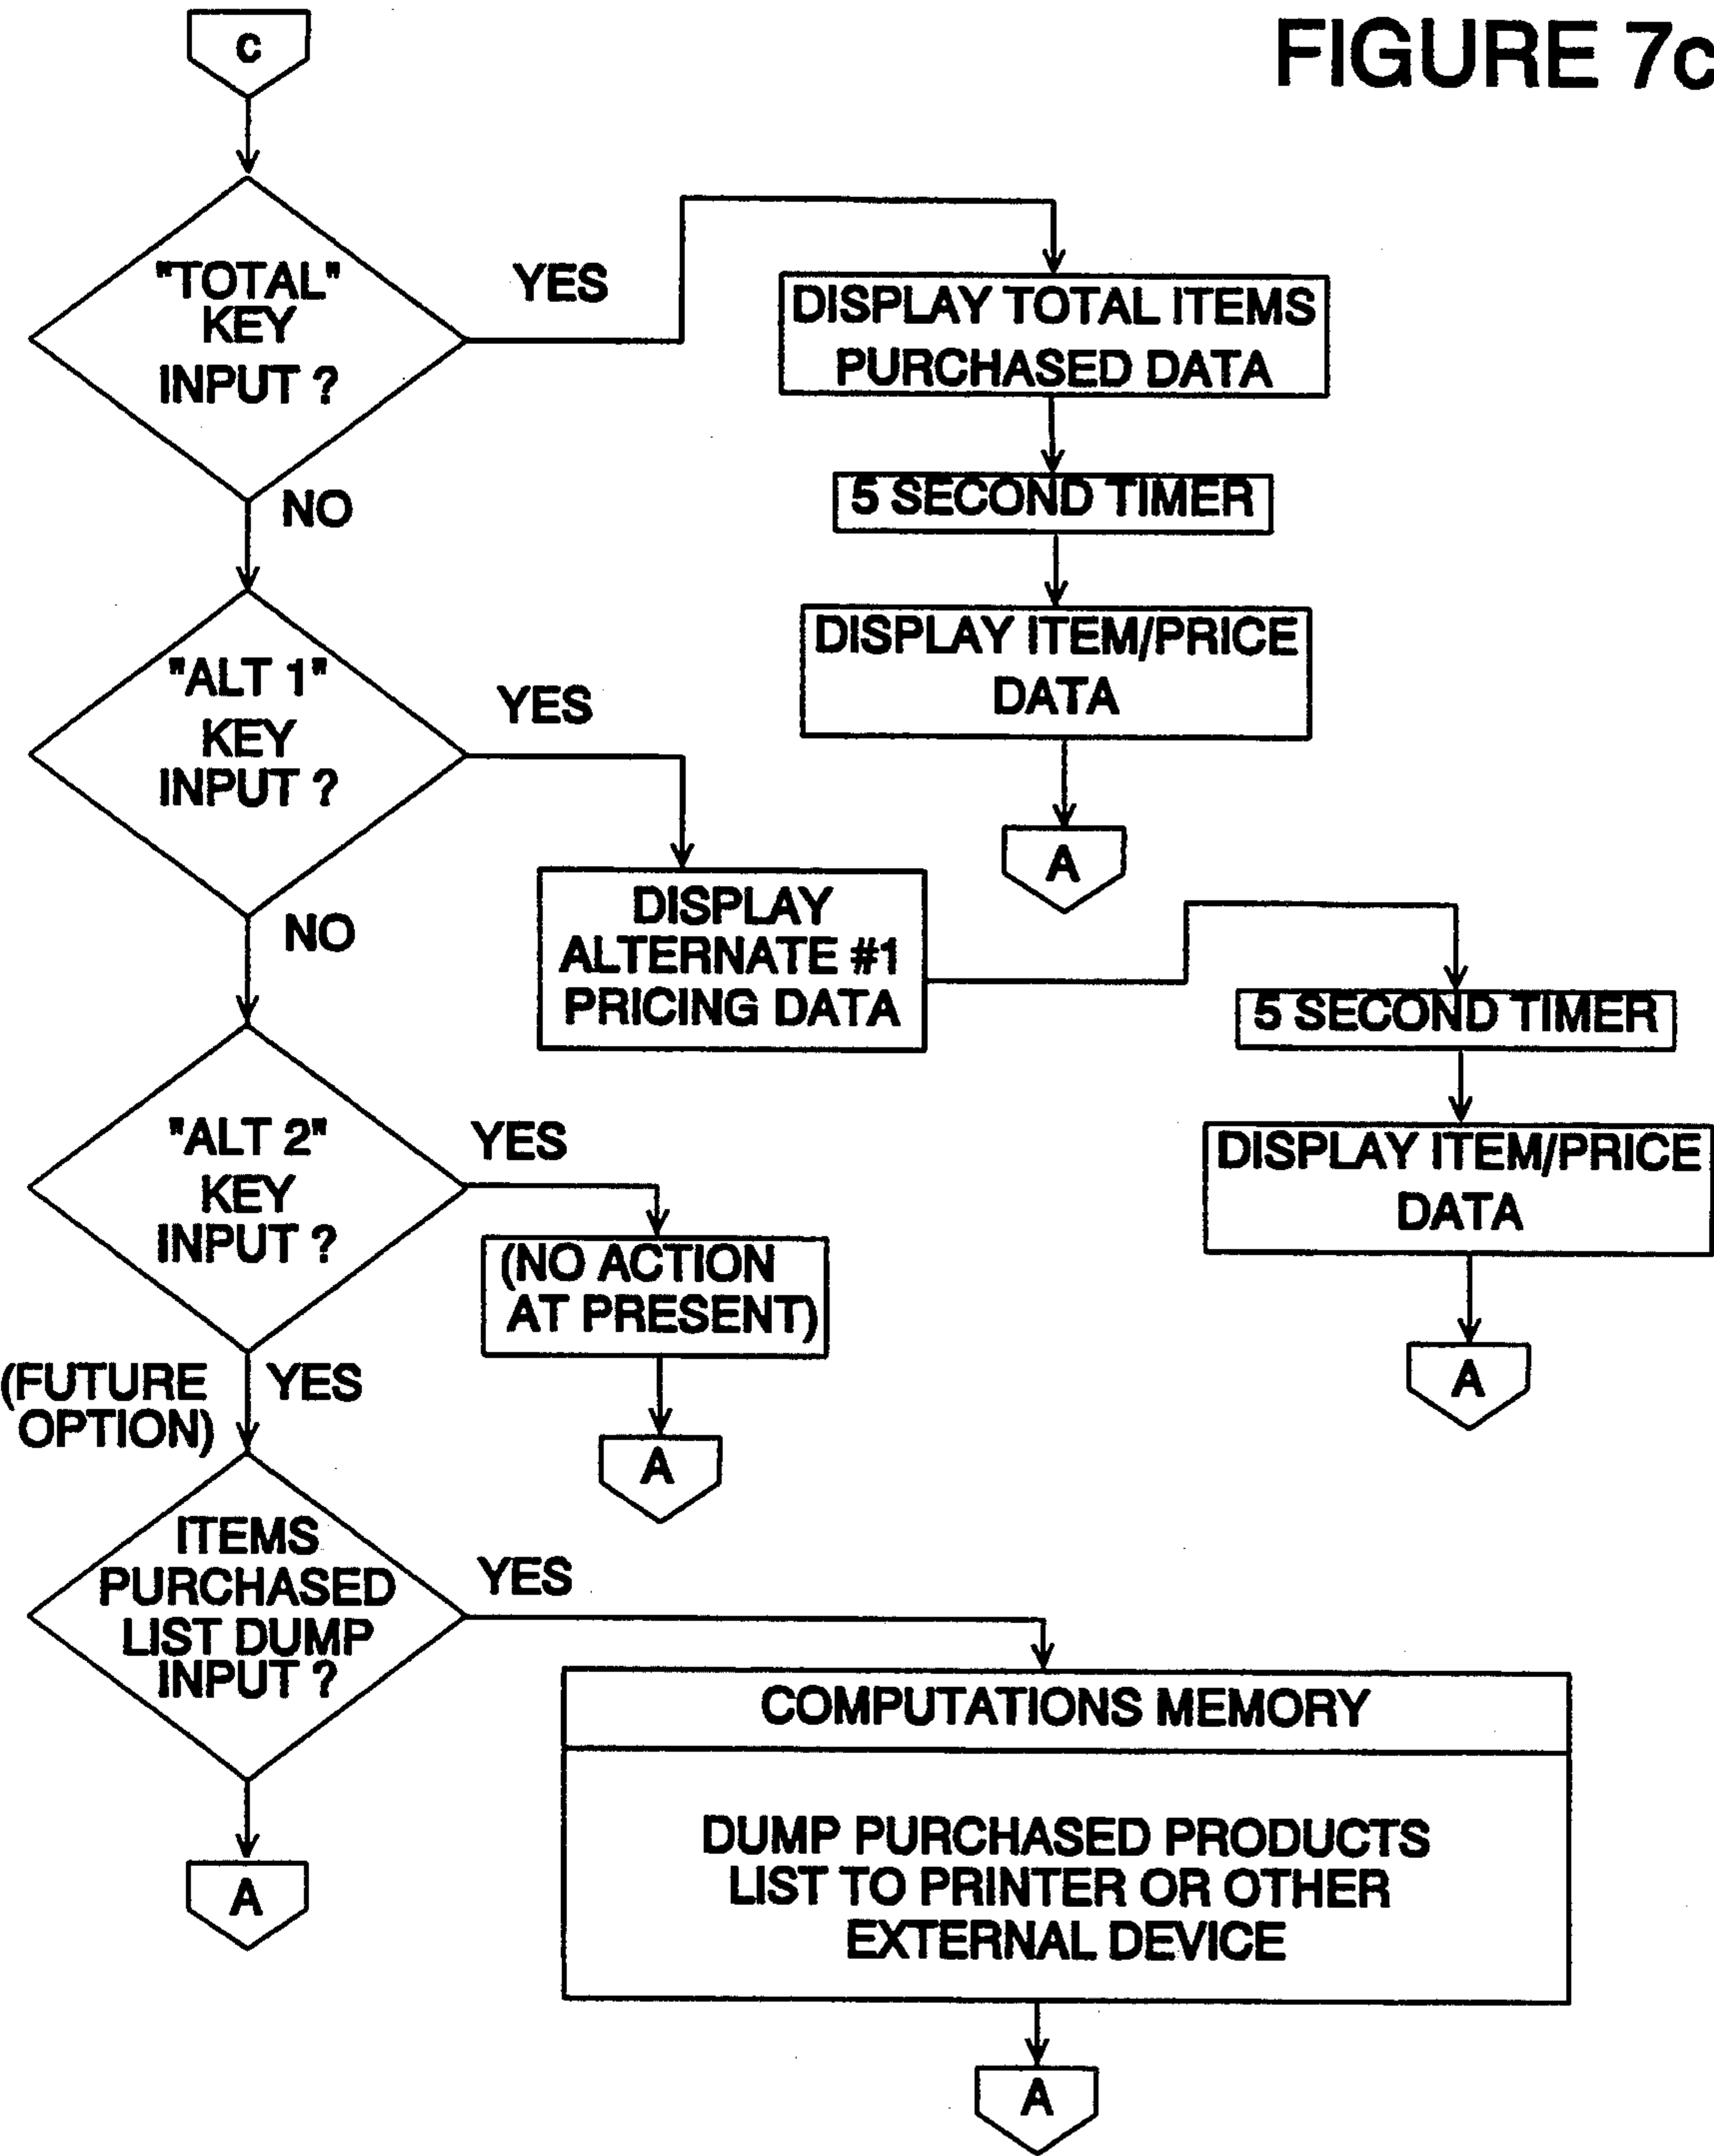 FIGURE 7c
C
"TOTAL"
KEY
INPUT ?
YES
DISPLAY TOTAL ITEMS
PURCHASED DATA
5 SECOND TIMER
DISPLAY ITEM/PRICE
DATA
A
NO
"ALT 1"
KEY
INPUT ?
YES
DISPLAY
ALTERNATE #1
PRICING DATA
5 SECOND TIMER
DISPLAY ITEM/PRICE
DATA
A
NO
"ALT 2"
KEY
INPUT ?
YES
(NO ACTION
AT PRESENT)
A
(FUTURE
OPTION)
YES
ITEMS
PURCHASED
LIST DUMP
INPUT ?
YES
COMPUTATIONS MEMORY
DUMP PURCHASED PRODUCTS
LIST TO PRINTER OR OTHER
EXTERNAL DEVICE
A
A